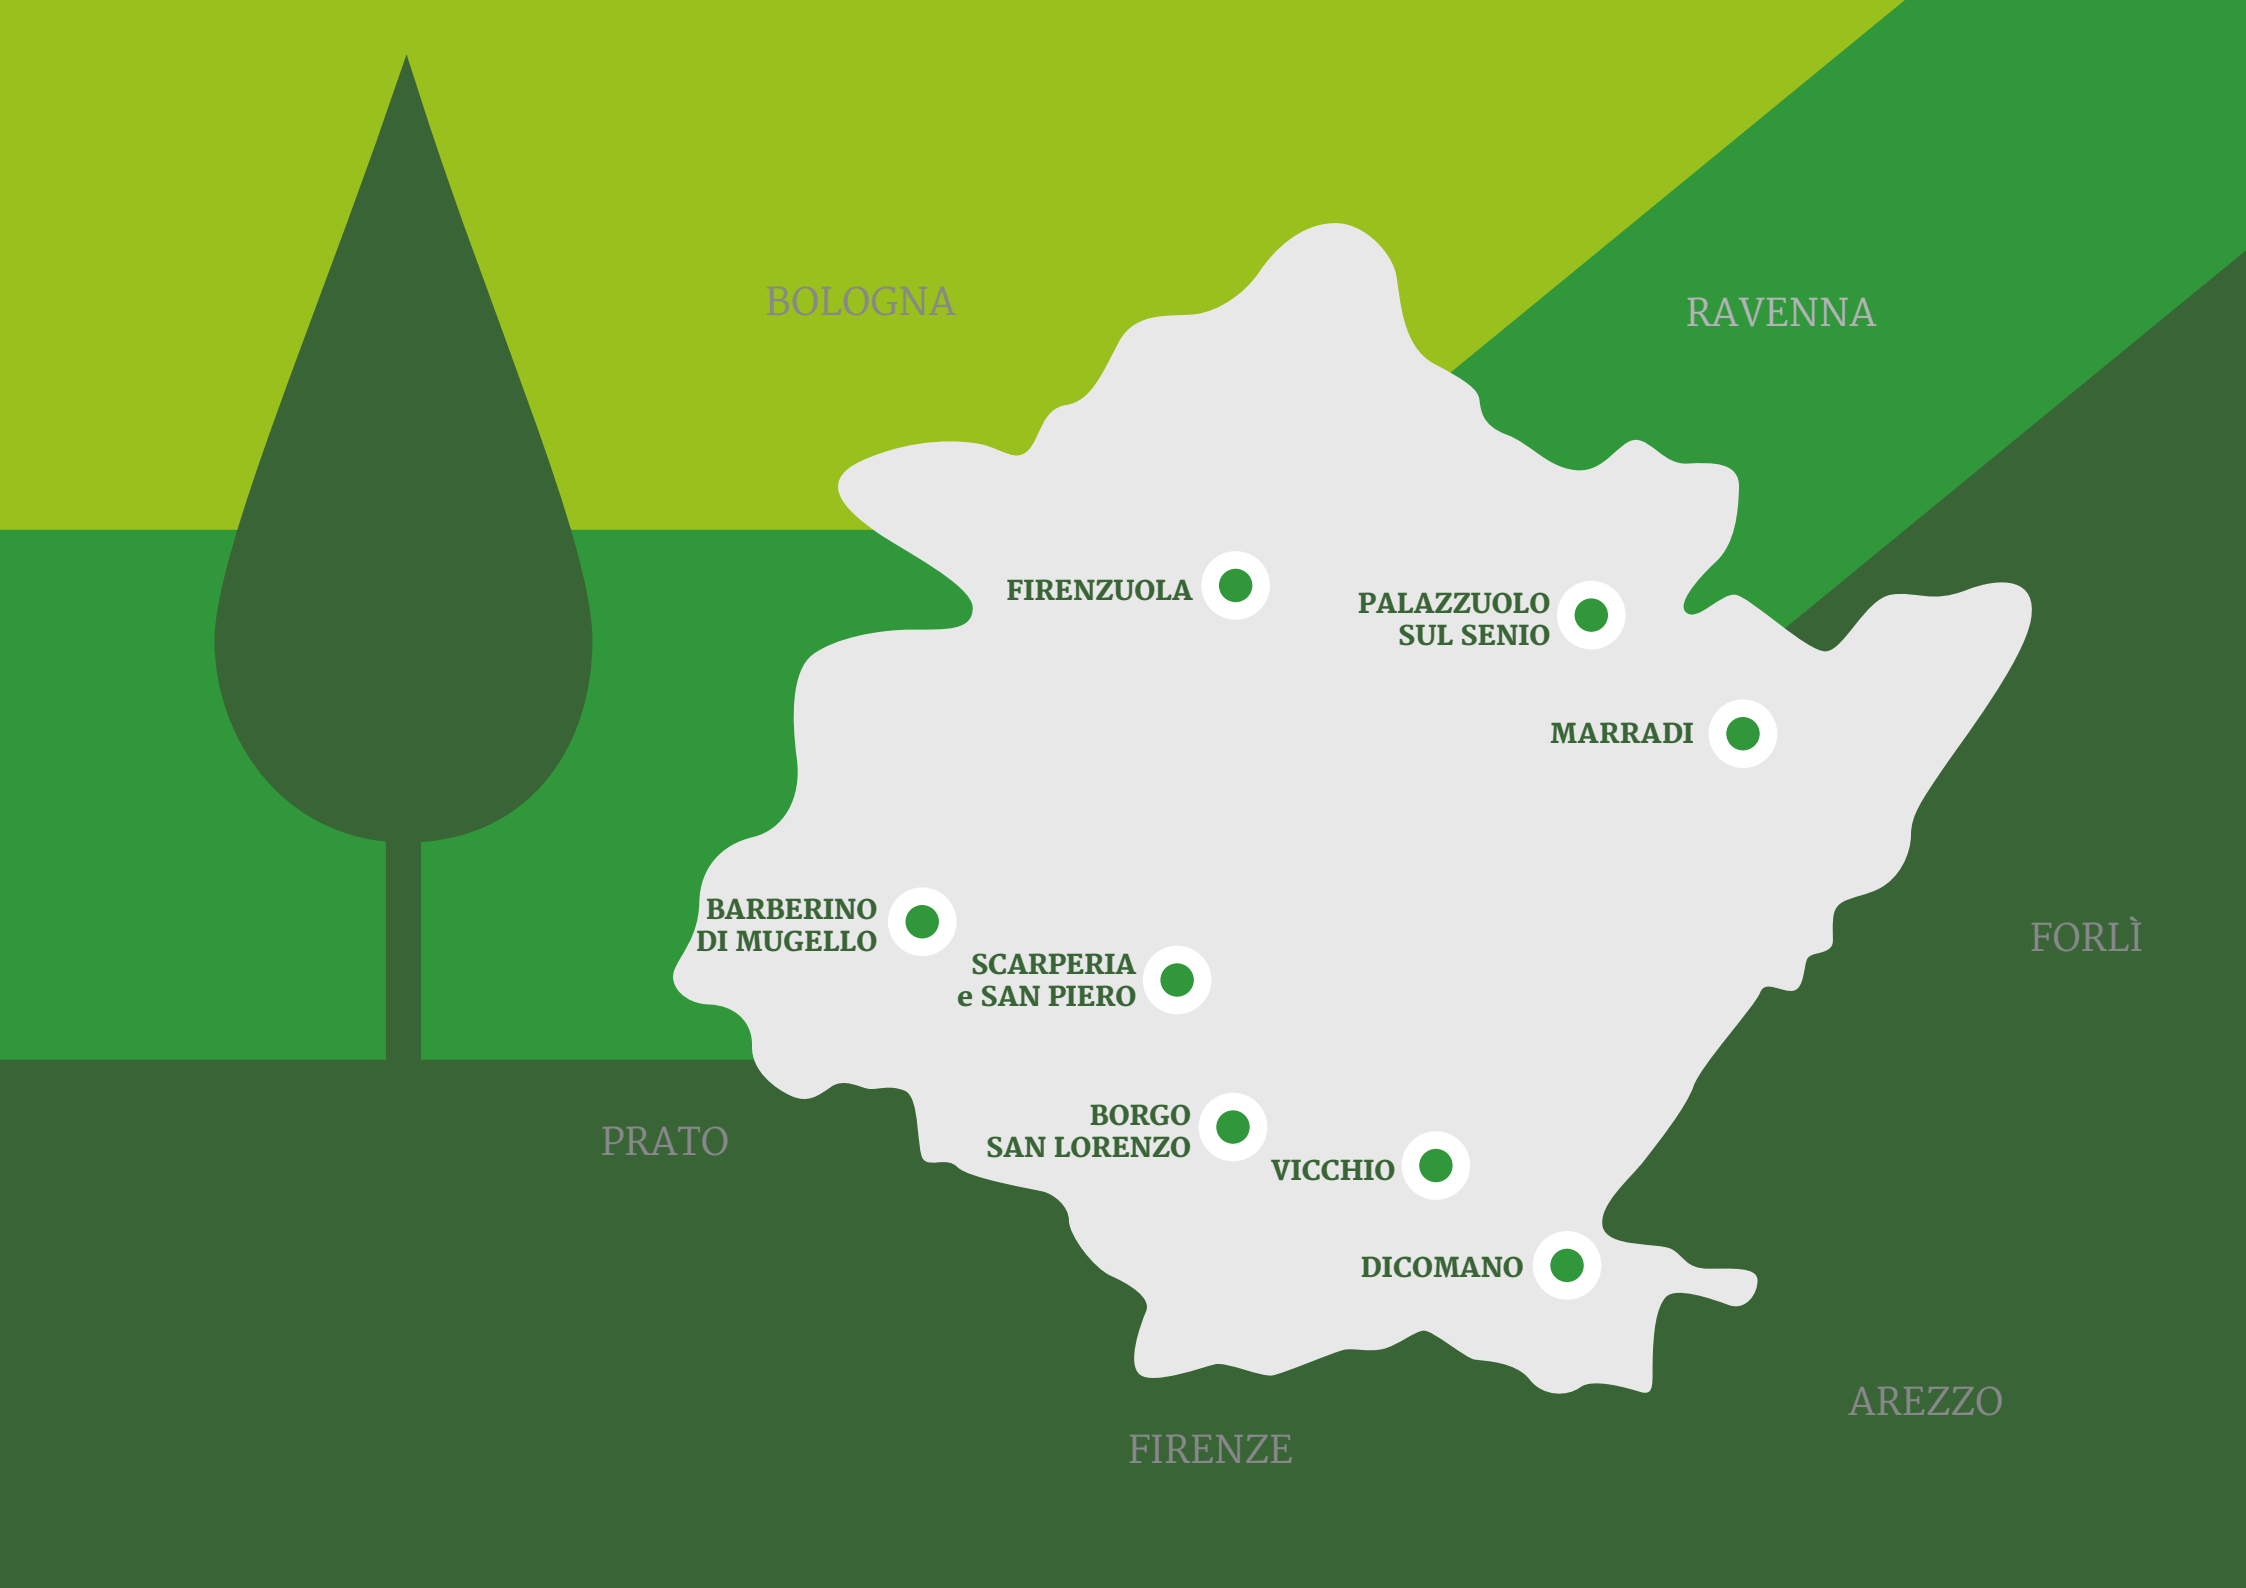 BOLOGNA
RAVENNA
FIRENZUOLA
PALAZZUOLO
SUL SENIO
MARRADI
BARBERINO
DI MUGELLO
SCARPERIA
e SAN PIERO
FORLÌ
BORGO
SAN LORENZO
PRATO
VICCHIO
DICOMANO
AREZZO
FIRENZE